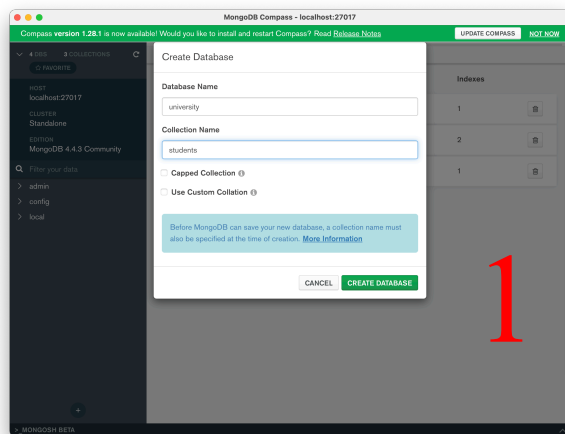 MongoDB Compass - localhost:27017
Compass version 1.28.1 is now available! Would you like to install and restart Compass? Read Release Notes
UPDATE COMPASS
NOT NOW
4 DBS 3 COLLECTIONS
FAVORITE
HOST
localhost:27017
CLUSTER
Standalone
EDITION
MongoDB 4.4.3 Community
Filter your data
admin
config
local
Create Database
Database Name
university
Collection Name
students
Capped Collection
Use Custom Collation
Before MongoDB can save your new database, a collection name must
also be specified at the time of creation. More Information
CANCEL
CREATE DATABASE
Indexes
1
2
1
1
>_MONGOSH BETA